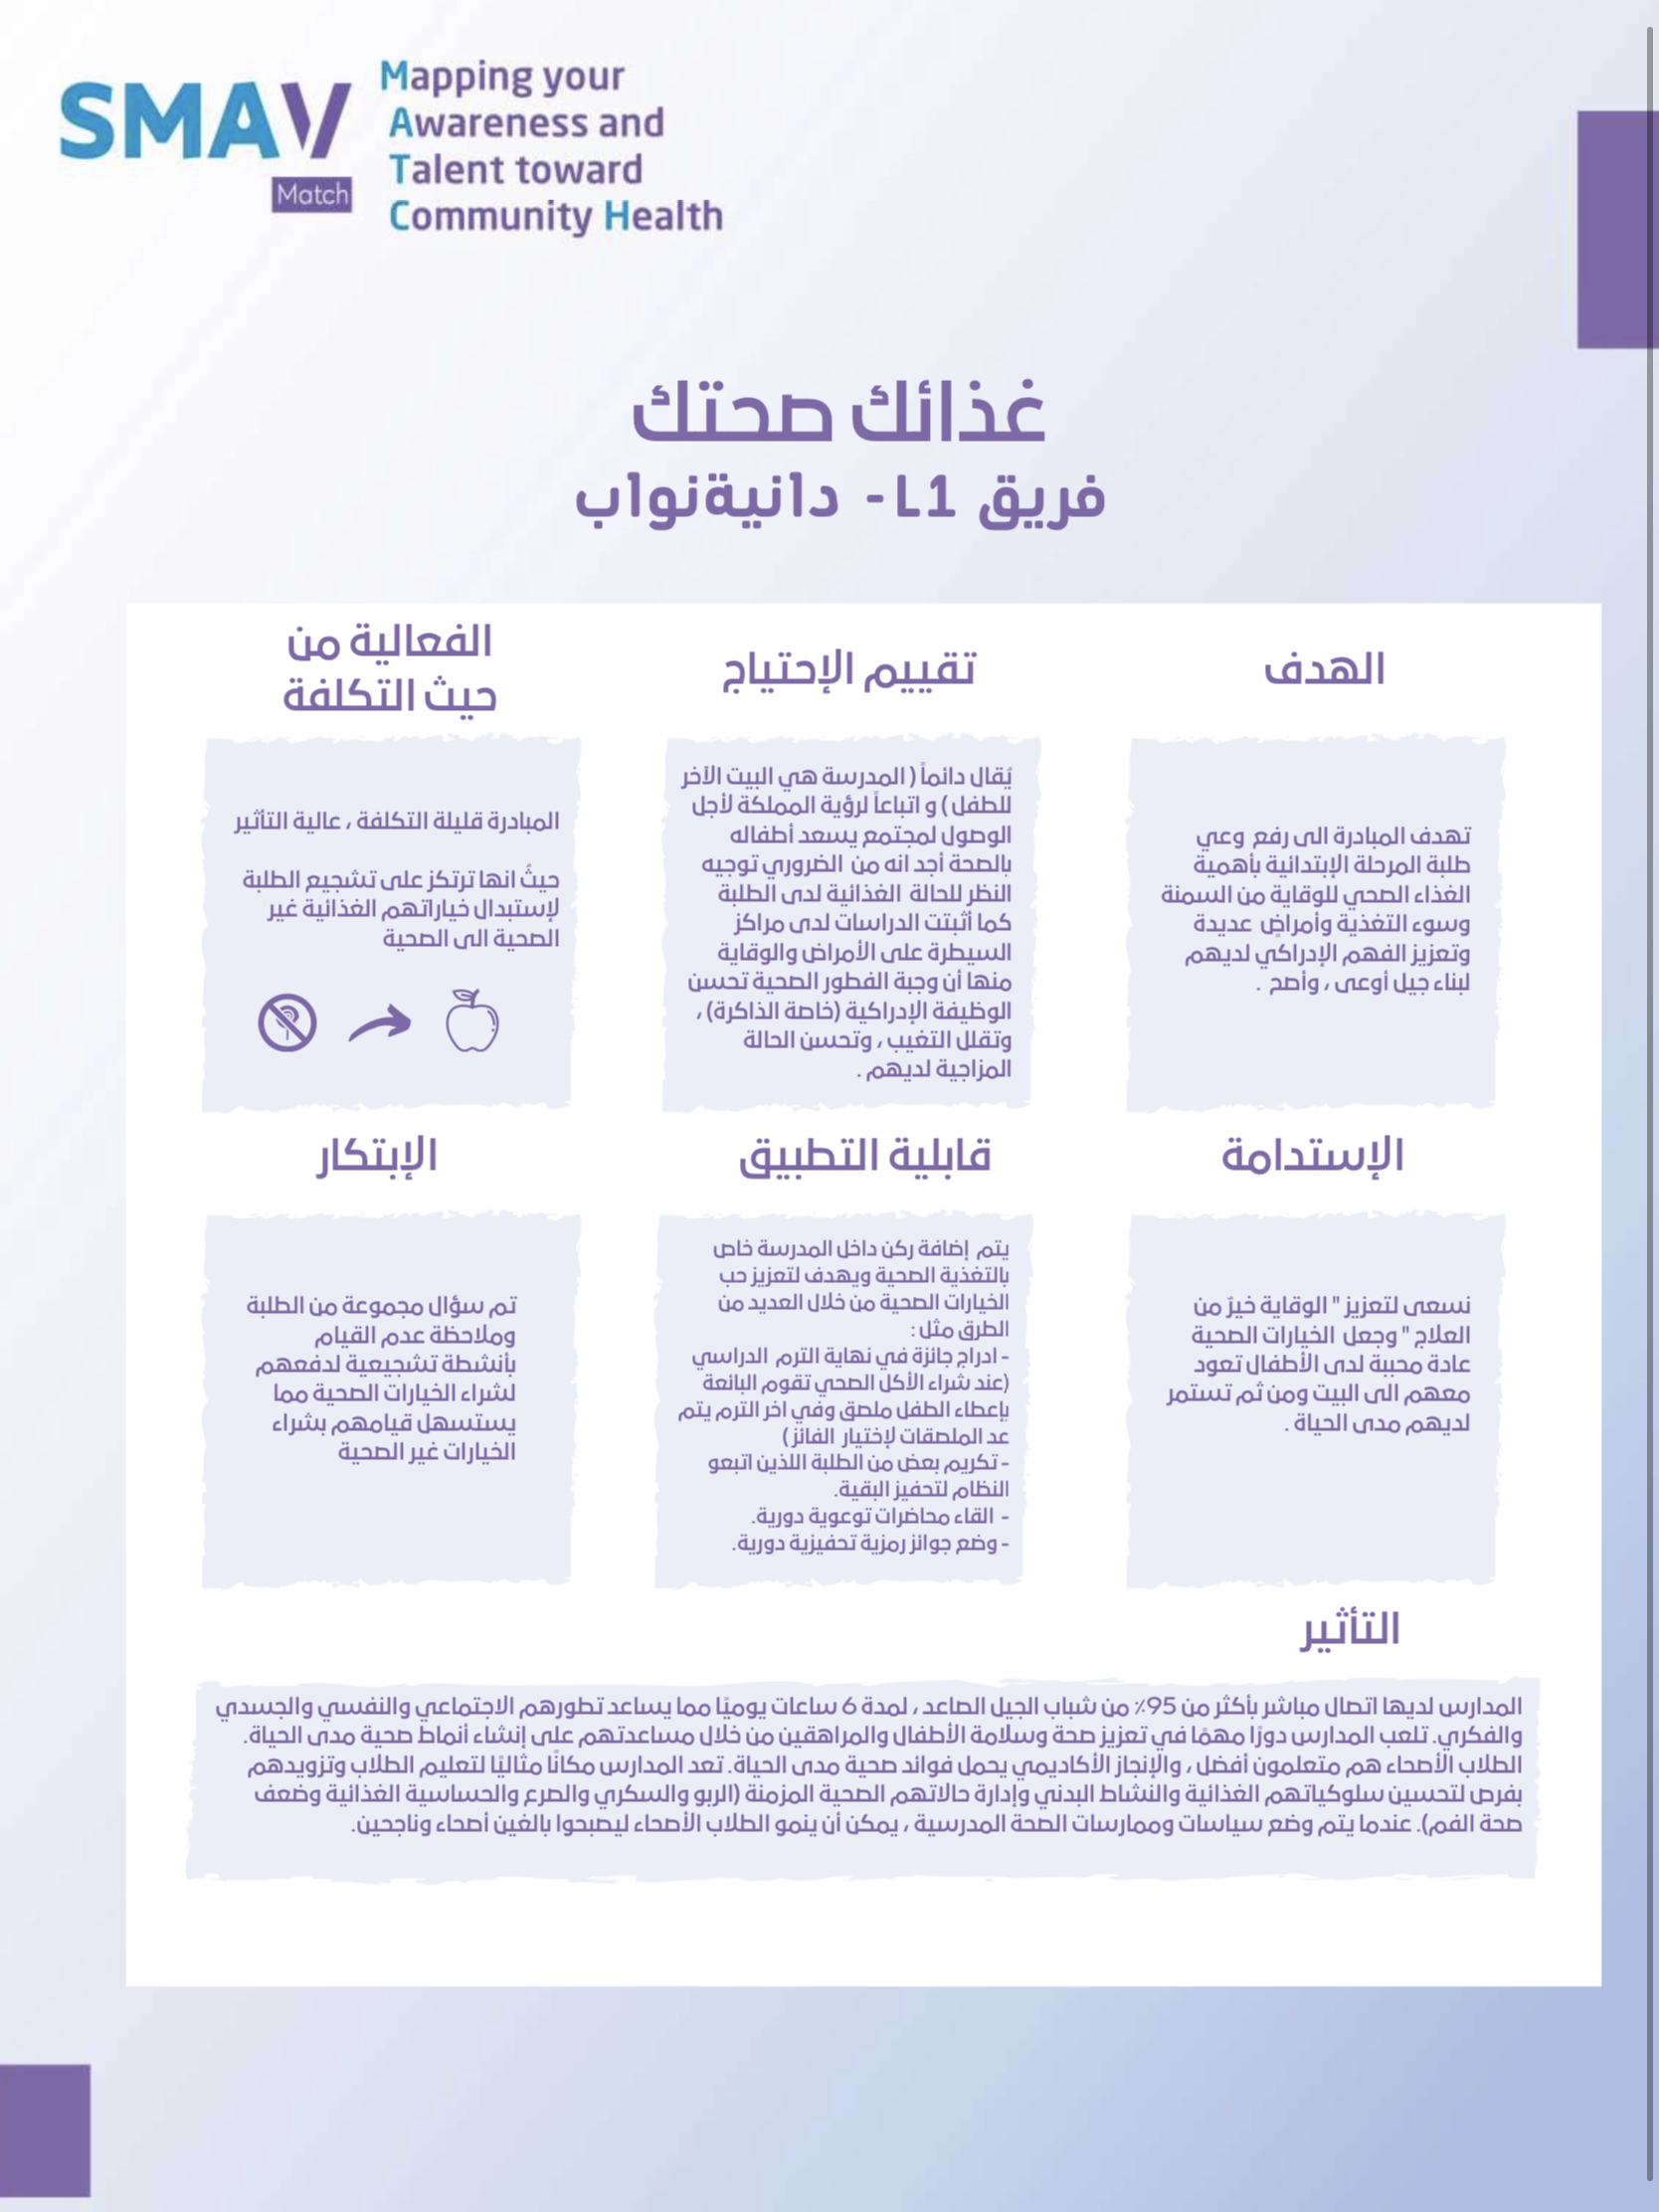 SMAV
Match
Mapping your
Awareness and
Talent toward
Community Health
غذائك صحتك
فريق L1- دانيةنواب
الهدف
تهدف المبادرة الى رفع وعي
طلبة المرحلة الإبتدائية بأهمية
الغذاء الصحي للوقاية من السمنة
وسوء التغذية وأمراضٍ عديدة
وتعزيز الفهم الإدراكي لديهم
لبناء جيل أوعى ، وأصح .
تقييم الإحتياج
يُقال دائماً ( المدرسة هي البيت الآخر
للطفل ) و اتباعاً لرؤية المملكة لأجل
الوصول لمجتمع يسعد أطفاله
بالصحة أجد انه من الضروري توجيه
النظر للحالة الغذائية لدى الطلبة
كما أثبتت الدراسات لدى مراكز
السيطرة على الأمراض والوقاية
منها أن وجبة الفطور الصحية تحسن
الوظيفة الإدراكية (خاصة الذاكرة) ،
وتقلل التغيب ، وتحسن الحالة
المزاجية لديهم .
الفعالية من
حيث التكلفة
المبادرة قليلة التكلفة ، عالية التأثير
حيثُ انها ترتكز على تشجيع الطلبة
لإستبدال خياراتهم الغذائية غير
الصحية الى الصحية
الإستدامة
نسعى لتعزيز " الوقاية خيرٌ من
العلاج " وجعل الخيارات الصحية
عادة محببة لدى الأطفال تعود
معهم الى البيت ومن ثم تستمر
لديهم مدى الحياة .
قابلية التطبيق
يتم إضافة ركن داخل المدرسة خاص
بالتغذية الصحية ويهدف لتعزيز حب
الخيارات الصحية من خلال العديد من
الطرق مثل :
- ادراج جائزة في نهاية الترم الدراسي
(عند شراء الأكل الصحي تقوم البائعة
بإعطاء الطفل ملصق وفي اخر الترم يتم
عد الملصقات لإختيار الفائز )
- تكريم بعض من الطلبة اللذين اتبعو
النظام لتحفيز البقية.
- القاء محاضرات توعوية دورية.
- وضع جوائز رمزية تحفيزية دورية.
الإبتكار
تم سؤال مجموعة من الطلبة
وملاحظة عدم القيام
بأنشطة تشجيعية لدفعهم
لشراء الخيارات الصحية مما
يستسهل قيامهم بشراء
الخيارات غير الصحية
التأثير
المدارس لديها اتصال مباشر بأكثر من 95٪ من شباب الجيل الصاعد ، لمدة 6 ساعات يوميًا مما يساعد تطورهم الاجتماعي والنفسي والجسدي
والفكري. تلعب المدارس دورًا مهمًا في تعزيز صحة وسلامة الأطفال والمراهقين من خلال مساعدتهم على إنشاء أنماط صحية مدى الحياة.
الطلاب الأصحاء هم متعلمون أفضل ، والإنجاز الأكاديمي يحمل فوائد صحية مدى الحياة. تعد المدارس مكانًا مثاليًا لتعليم الطلاب وتزويدهم
بفرص لتحسين سلوكياتهم الغذائية والنشاط البدني وإدارة حالاتهم الصحية المزمنة (الربو والسكري والصرع والحساسية الغذائية وضعف
صحة الفم). عندما يتم وضع سياسات وممارسات الصحة المدرسية ، يمكن أن ينمو الطلاب الأصحاء ليصبحوا بالغين أصحاء وناجحين.